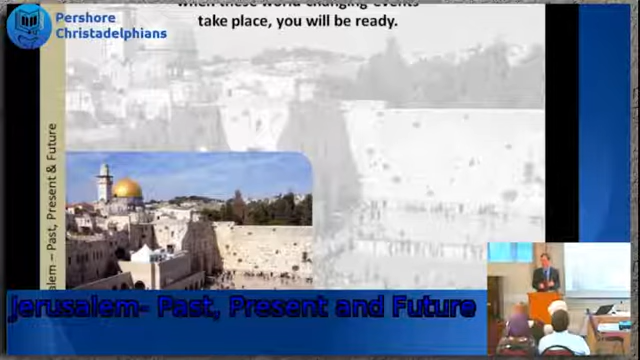 Pershore
Christadelphians
when these world changing events
take place, you will be ready.
alem – Past, Present & Future
Jerusalem- Past, Present and Future